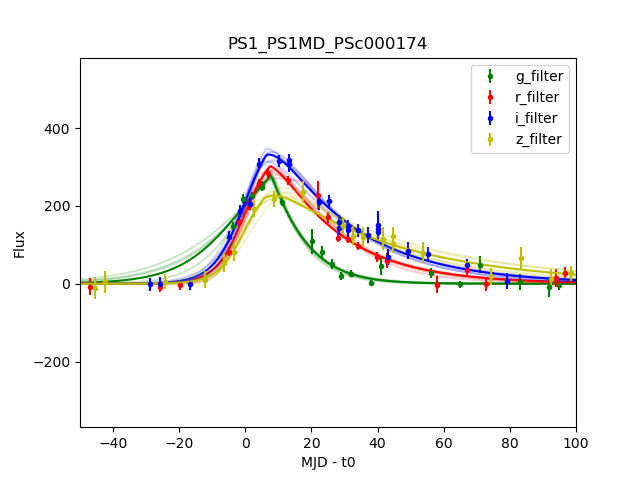 PS1_PS1MD_PSc000174
g_filter
r_filter
i_filter
z_filter
400
200
0
−200
Flux
−40
−20
0
20
40
60
80
100
MJD - t0